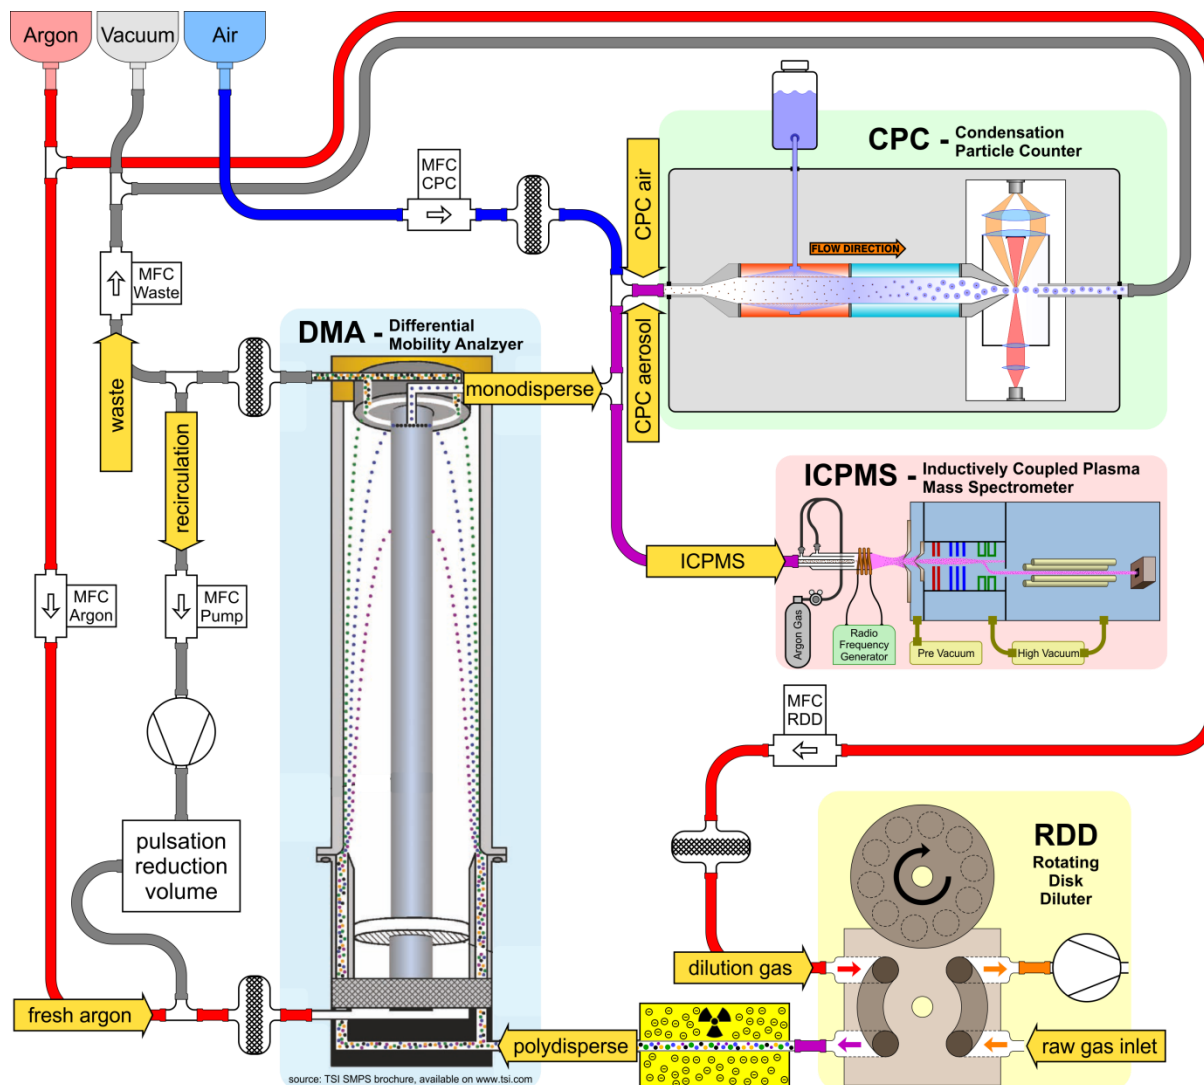 Argon
Vacuum
Air
MFC
CPC
CPC air
CPC - Condensation
Particle Counter
FLOW DIRECTION
MFC
Waste
waste
recirculation
DMA - Differential
Mobility Analzyer
monodisperse
CPC aerosol
ICPMS - Inductively Coupled Plasma
Mass Spectrometer
ICPMS
Argon Gas
Radio
Frequency
Generator
Pre Vacuum
High Vacuum
MFC
Argon
MFC
Pump
MFC
RDD
pulsation
reduction
volume
RDD
Rotating
Disk
Diluter
dilution gas
fresh argon
polydisperse
raw gas inlet
source: TSI SMPS brochure, available on www.tsi.com